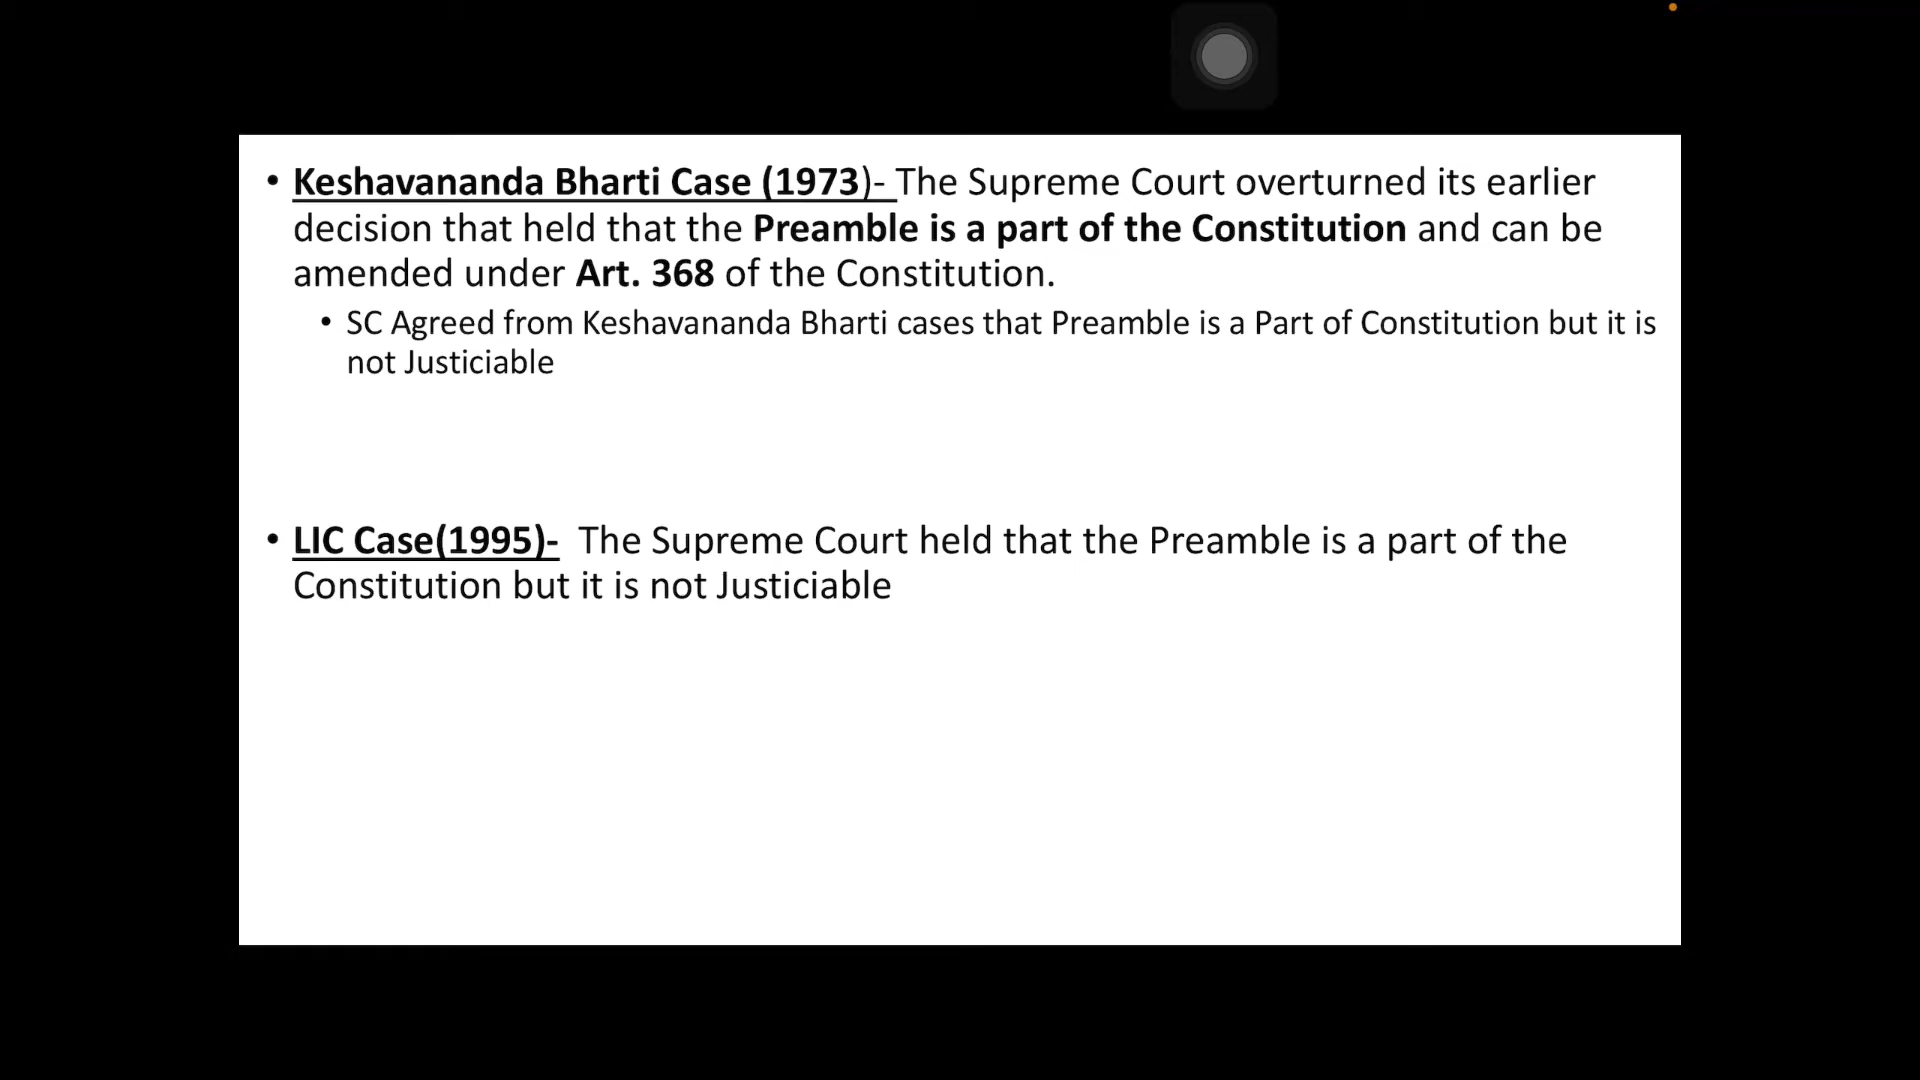 • Keshavananda Bharti Case (1973)- The Supreme Court overturned its earlier
decision that held that the Preamble is a part of the Constitution and can be
amended under Art. 368 of the Constitution.
• SC Agreed from Keshavananda Bharti cases that Preamble is a Part of Constitution but it is
not Justiciable
• LIC Case(1995)- The Supreme Court held that the Preamble is a part of the
Constitution but it is not Justiciable